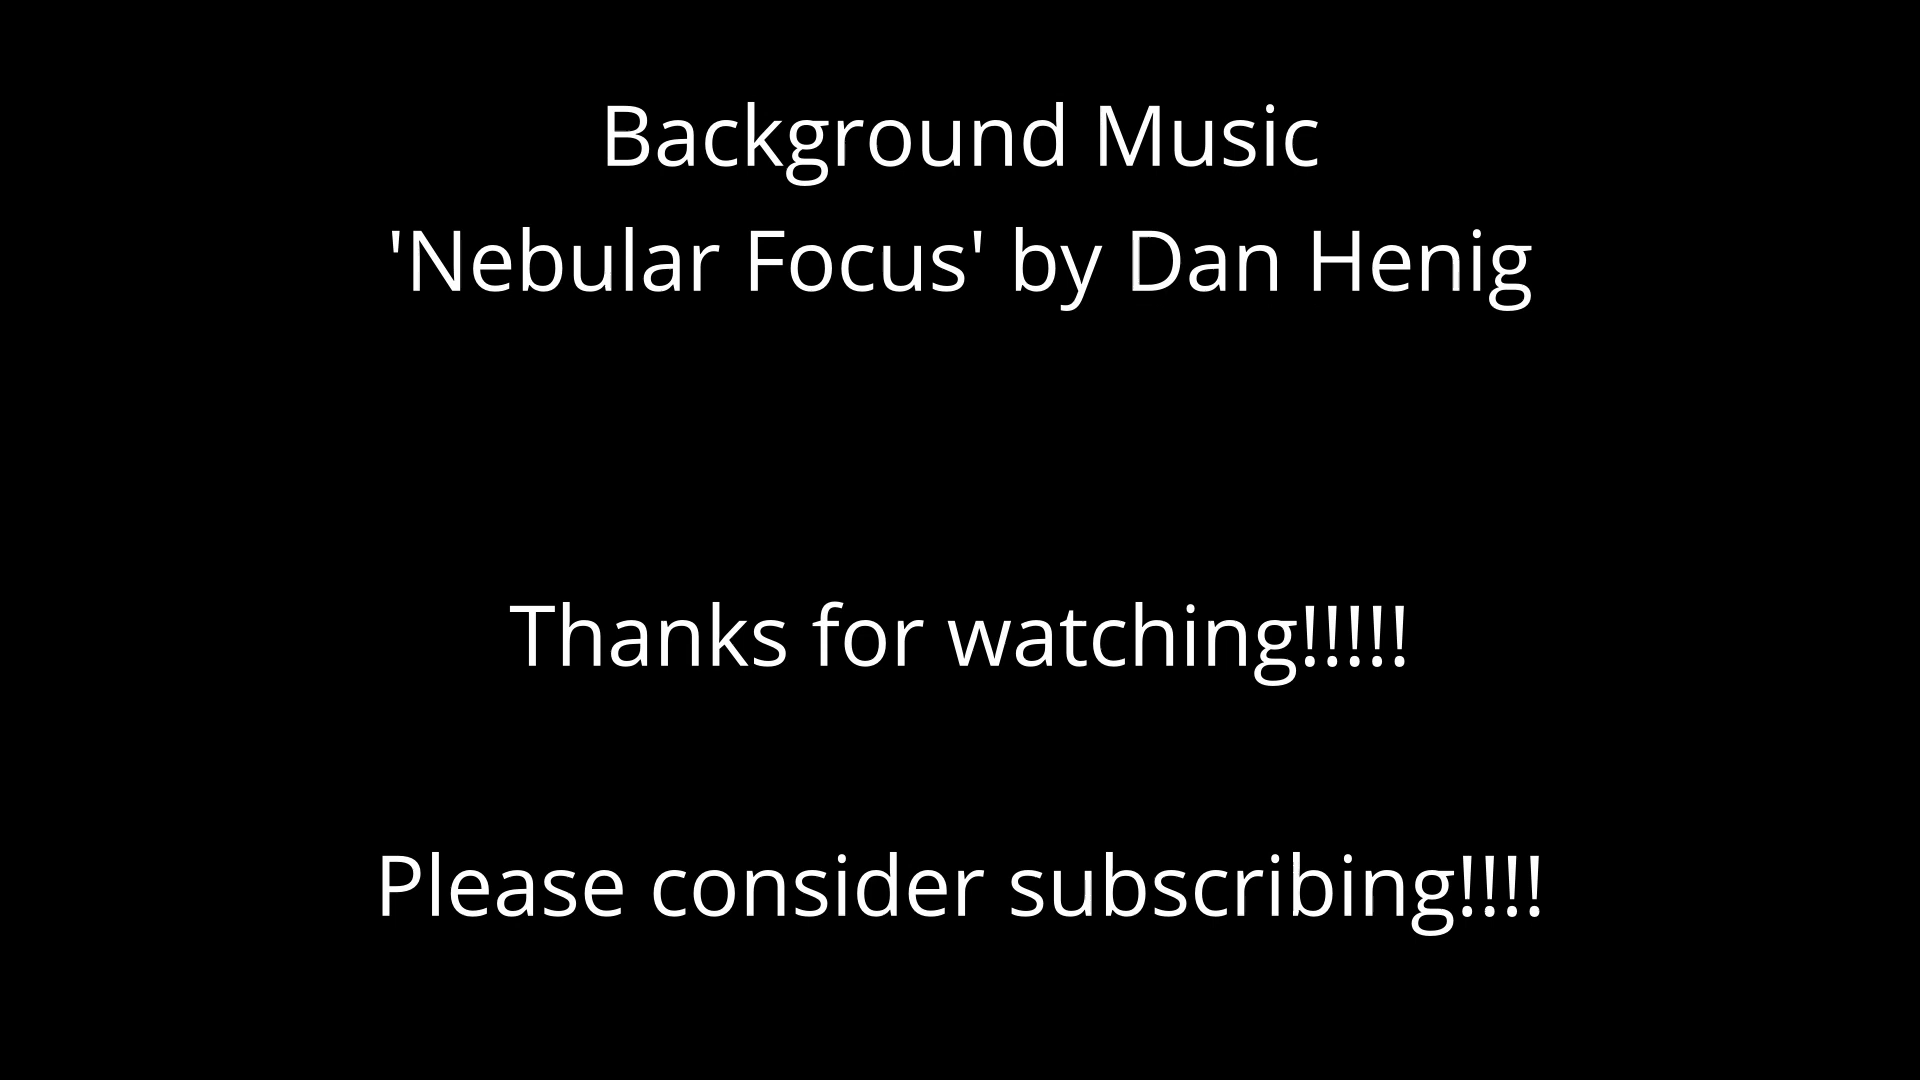 Background Music
'Nebular Focus' by Dan Henig
Thanks for watching!!!!!
Please consider subscribing!!!!